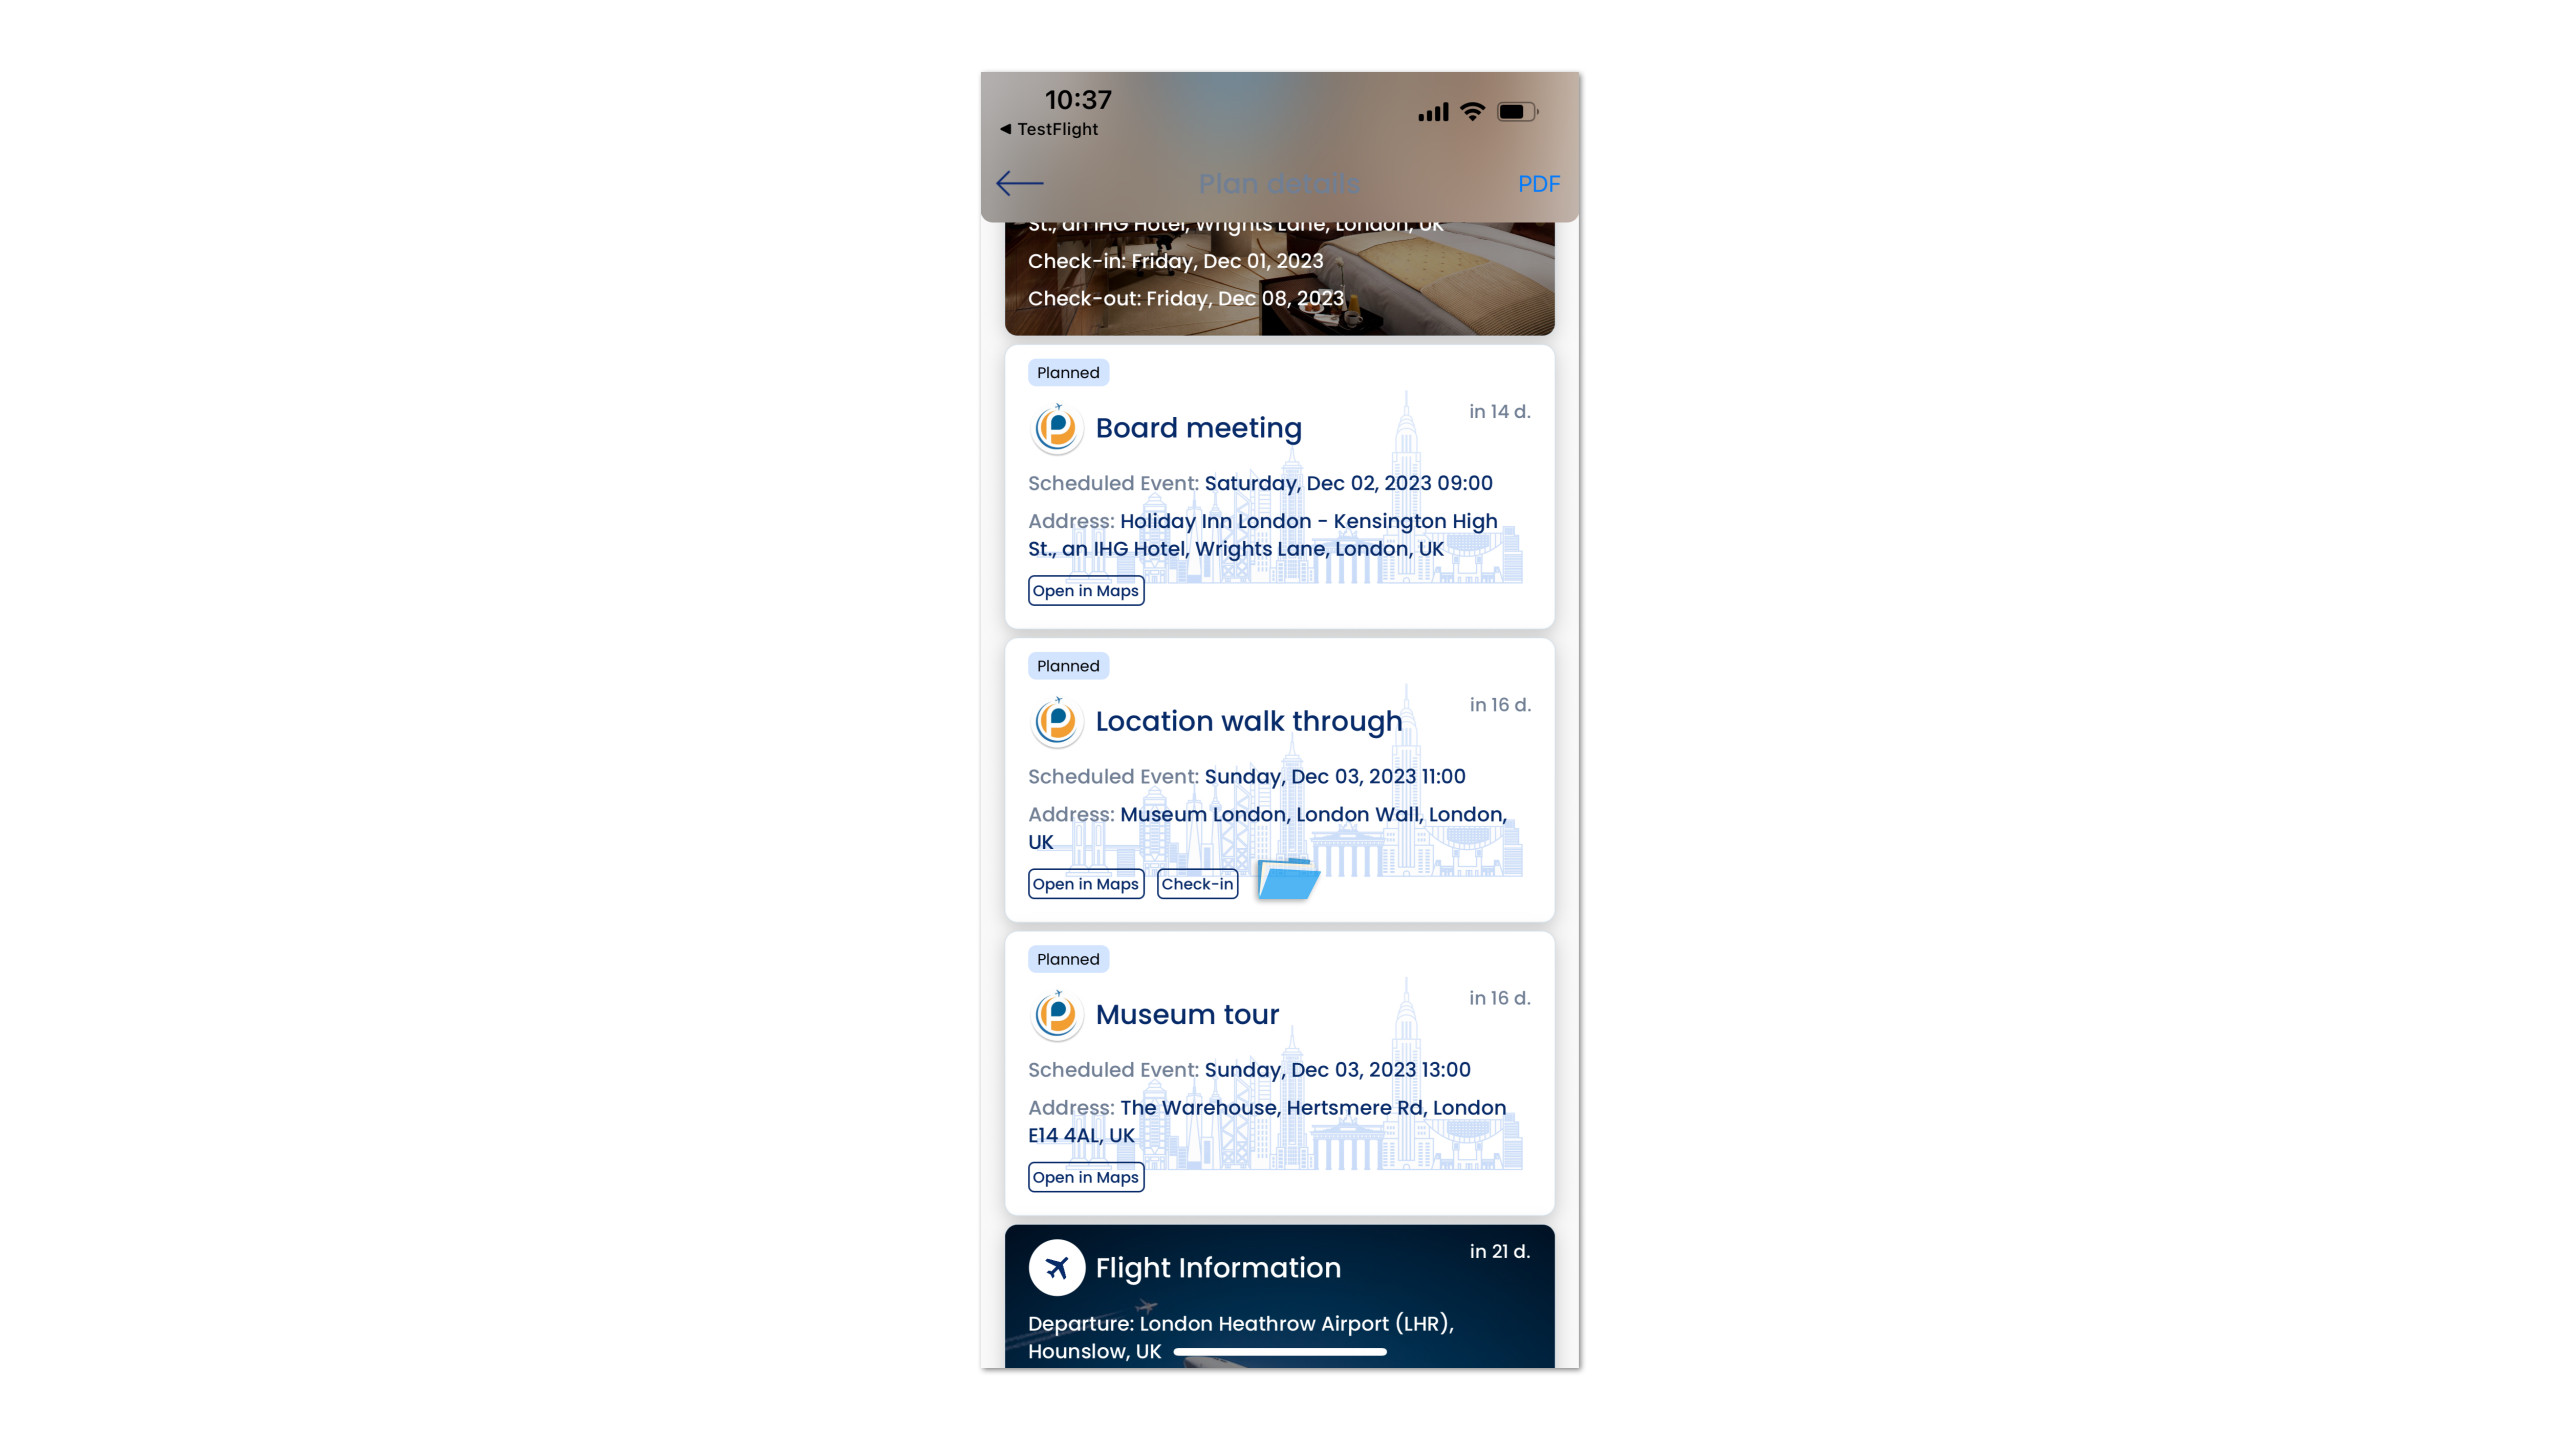 10:37
TestFlight
Plan details
PDF
St., an IHG Hotel, Wrights Lane, London, UK
Check-in: Friday, Dec 01, 2023
Check-out: Friday, Dec 08, 2023
Planned
in 14 d.
Board meeting
Scheduled Event: Saturday, Dec 02, 2023 09:00
Address: Holiday Inn London - Kensington High
St., an IHG Hotel, Wrights Lane, London, UK
Open in Maps
Planned
in 16 d.
Location walk through
Scheduled Event: Sunday, Dec 03, 2023 11:00
Address: Museum London, London Wall, London,
UK
Open in Maps Check-in
Planned
in 16 d.
Museum tour
Scheduled Event: Sunday, Dec 03, 2023 13:00
Address: The Warehouse, Hertsmere Rd, London
E14 4AL, UK
Open in Maps
in 21 d.
Flight Information
Departure: London Heathrow Airport (LHR),
Hounslow, UK